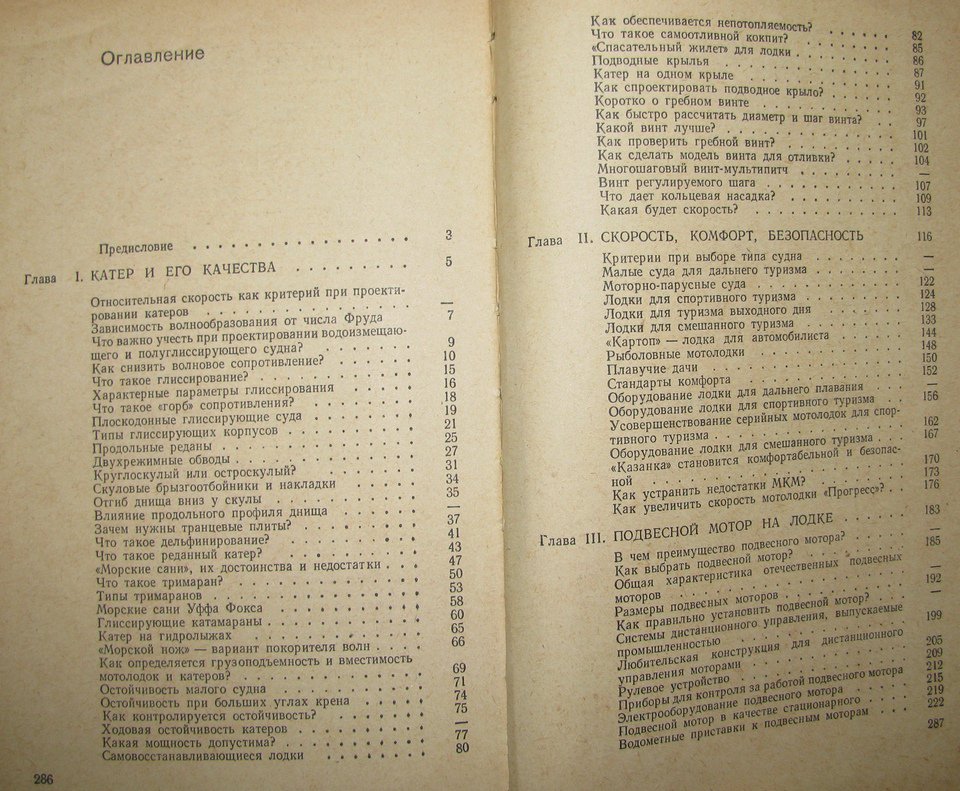 Оглавление
Предисловие . . . . . . . . . . . . . . . . 3
Глава I. КАТЕР И ЕГО КАЧЕСТВА . . . . . . . . 5
Относительная скорость как критерий при проекти-
ровании катеров . . . . . . . . . . . . —
Зависимость волнообразования от числа Фруда 7
Что важно учесть при проектировании водоизмещаю-
щего и полуглиссирующего судна? . . . . . 9
Как снизить волновое сопротивление? . . . . . 10
Что такое глиссирование? . . . . . . . . . 15
Характерные параметры глиссирования . . . . . 16
Что такое «горб» сопротивления? . . . . . . 18
Плоскодонные глиссирующие суда . . . . . . 19
Типы глиссирующих корпусов . . . . . . . . 21
Продольные реданы . . . . . . . . . . . 25
Двухрежимные обводы . . . . . . . . . . 27
Круглоскулый или остроскулый? . . . . . . . 31
Скуловые брызгоотбойники и накладки . . . . . 34
Отгиб днища вниз у скулы . . . . . . . . . 35
Влияние продольного профиля днища . . . . . —
Зачем нужны транцевые плиты? . . . . . . . 37
Что такое дельфинирование? . . . . . . . . 41
Что такое реданный катер? . . . . . . . . 43
«Морские сани», их достоинства и недостатки . . . 47
Что такое тримаран? . . . . . . . . . . 50
Типы тримаранов . . . . . . . . . . . . 53
Морские сани Уффа Фокса . . . . . . . . . 58
Глиссирующие катамараны . . . . . . . . . 60
Катер на гидролыжах . . . . . . . . . . 65
«Морской нож» — вариант покорителя волн . . . . 66
Как определяется грузоподъемность и вместимость
мотолодок и катеров? . . . . . . . . . . 69
Остойчивость малого судна . . . . . . . . 71
Остойчивость при больших углах крена . . . . . 74
Как контролируется остойчивость? . . . . . . 75
Ходовая остойчивость катеров . . . . . . . . —
Какая мощность допустима? . . . . . . . . 77
Самовосстанавливающиеся лодки . . . . . . . 80
286
Как обеспечивается непотопляемость? . . . . . 82
Что такое самоотливной кокпит? . . . . . . 85
«Спасательный жилет» для лодки . . . . . . 86
Подводные крылья . . . . . . . . . . . 87
Катер на одном крыле . . . . . . . . . . 91
Как спроектировать подводное крыло? . . . . . 92
Коротко о гребном винте . . . . . . . . . 93
Как быстро рассчитать диаметр и шаг винта? . . 97
Какой винт лучше? . . . . . . . . . . . 101
Как проверить гребной винт? . . . . . . . . 102
Как сделать модель винта для отливки? . . . . 104
Многошаговый винт-мультипитч . . . . . . . —
Винт регулируемого шага . . . . . . . . . 107
Что дает кольцевая насадка? . . . . . . . . 109
Какая будет скорость? . . . . . . . . . . 113
Глава II. СКОРОСТЬ, КОМФОРТ, БЕЗОПАСНОСТЬ 116
Критерии при выборе типа судна . . . . . . . —
Малые суда для дальнего туризма . . . . . . —
Моторно-парусные суда . . . . . . . . . . 122
Лодки для спортивного туризма . . . . . . . 124
Лодки для туризма выходного дня . . . . . . 128
Лодки для смешанного туризма . . . . . . . 133
«Картоп» — лодка для автомобилиста . . . . . 144
Рыболовные мотолодки . . . . . . . . . . 148
Плавучие дачи . . . . . . . . . . . . . 150
Стандарты комфорта . . . . . . . . . . . 152
Оборудование лодки для дальнего плавания . . . —
Оборудование лодки для спортивного туризма . . 156
Усовершенствование серийных мотолодок для спор-
тивного туризма . . . . . . . . . . . . 162
Оборудование лодки для смешанного туризма . . 167
«Казанка» становится комфортабельной и безопас-
ной . . . . . . . . . . . . . . . . 170
Как устранить недостатки МКМ? . . . . . . . 173
Как увеличить скорость мотолодки «Прогресс»? . . 176
Глава III. ПОДВЕСНОЙ МОТОР НА ЛОДКЕ . . . . . . 183
В чем преимущество подвесного мотора? . . . . —
Как выбрать подвесной мотор? . . . . . . . 185
Общая характеристика отечественных подвесных
моторов . . . . . . . . . . . . . . —
Размеры подвесных моторов . . . . . . . . 192
Как правильно установить подвесной мотор? . . . —
Системы дистанционного управления, выпускаемые
промышленностью . . . . . . . . . . . 199
Любительская конструкция для дистанционного
управления моторами . . . . . . . . . . 205
Рулевое устройство . . . . . . . . . . . 209
Приборы для контроля за работой подвесного мотора 212
Электрооборудование подвесного мотора . . . . 215
Подвесной мотор в качестве стационарного . . . 219
Водометные приставки к подвесным моторам . . . 222
287